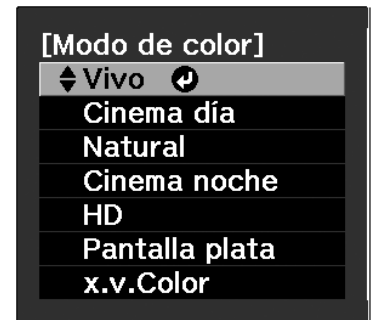 [Modo de color]
Vivo
Cinema día
Natural
Cinema noche
HD
Pantalla plata
x.v.Color